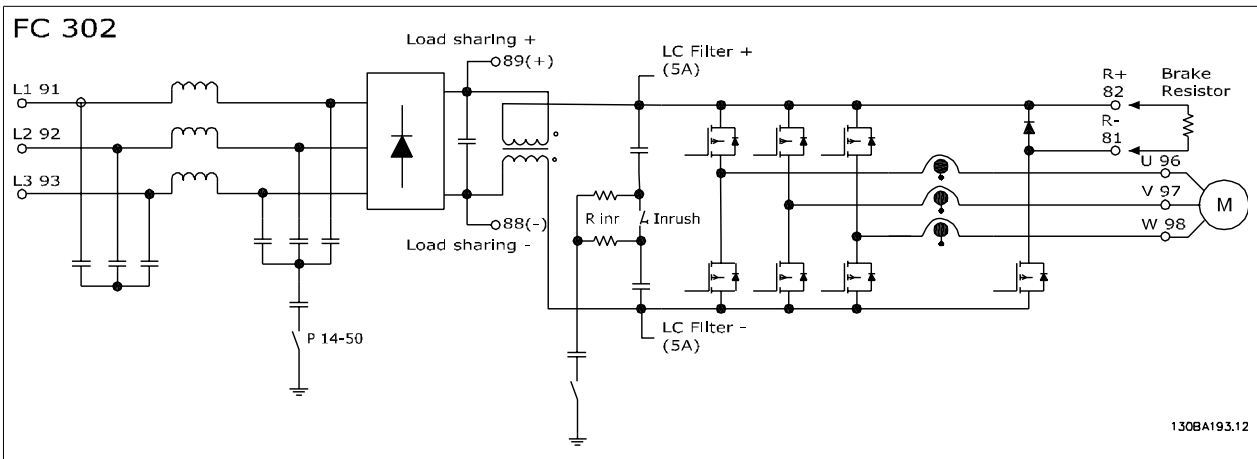 FC 302
L1 91
L2 92
L3 93
P 14-50
Load sharing +
89(+)
88(-)
Load sharing -
R inr
Inrush
LC Filter +
(5A)
LC Filter -
(5A)
R+
82
R-
81
Brake
Resistor
U 96
V 97
W 98
M
130BA193.12